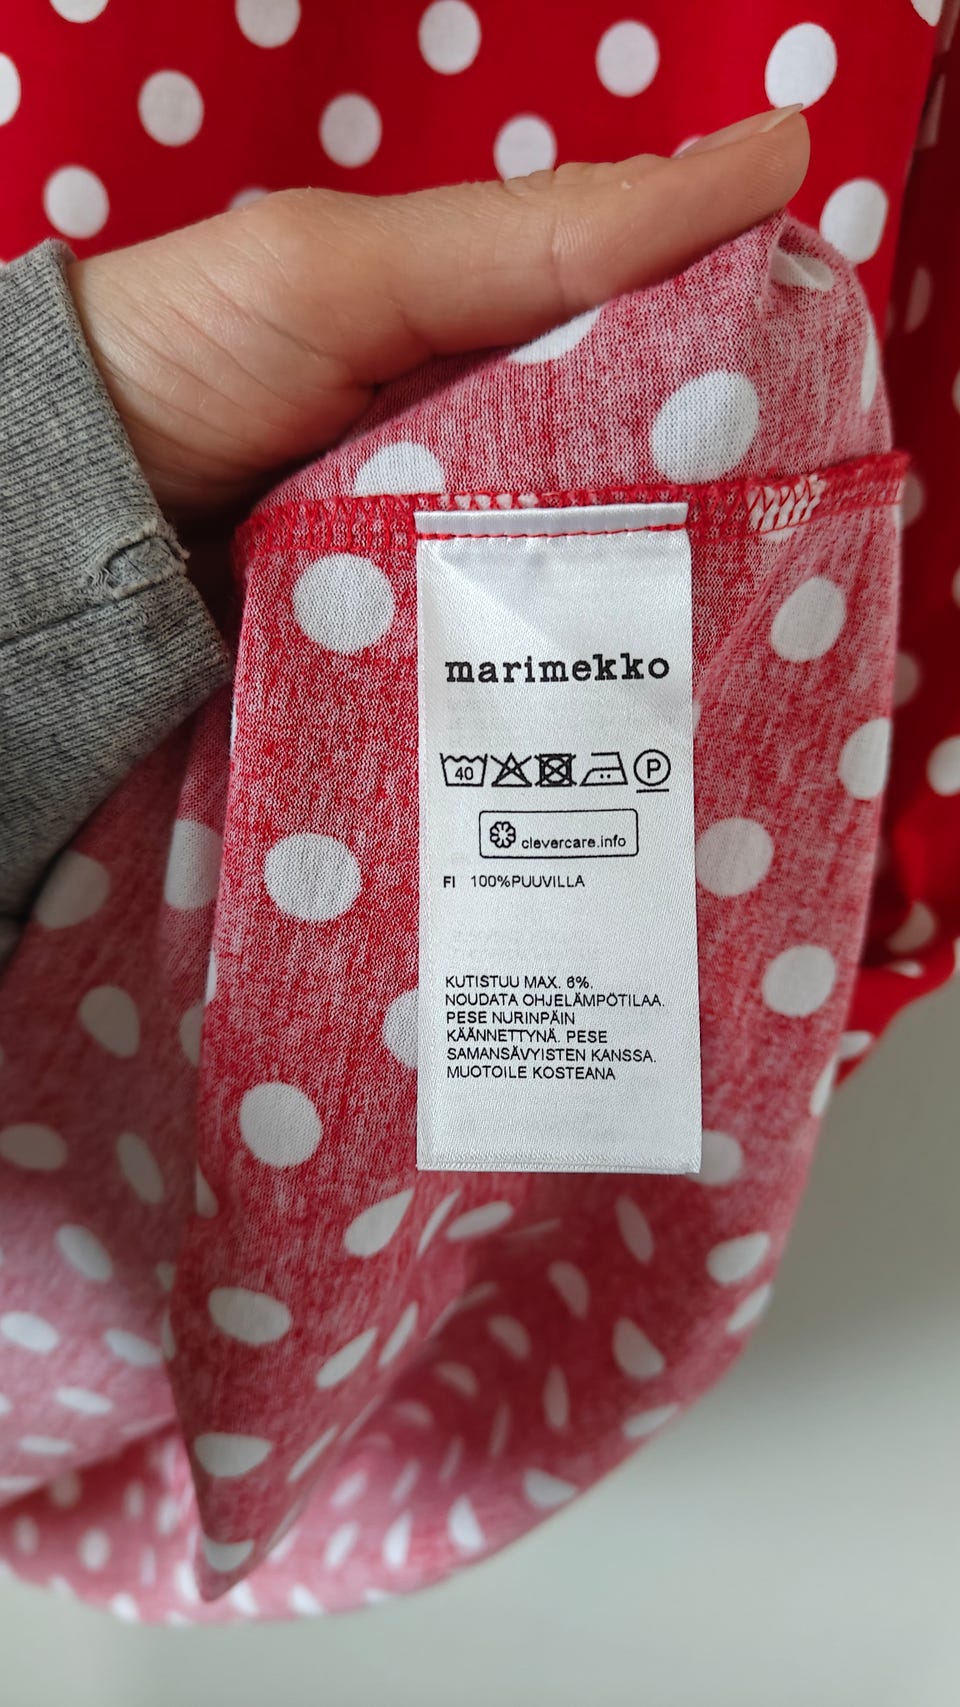 marimekko
40 P
clevercare.info
FI 100%PUUVILLA
KUTISTUU MAX. 6%.
NOUDATA OHJELÄMPÖTILAA.
PESE NURINPÄIN
KÄÄNNETTYNÄ. PESE
SAMANSÄVYISTEN KANSSA.
MUOTOILE KOSTEANA